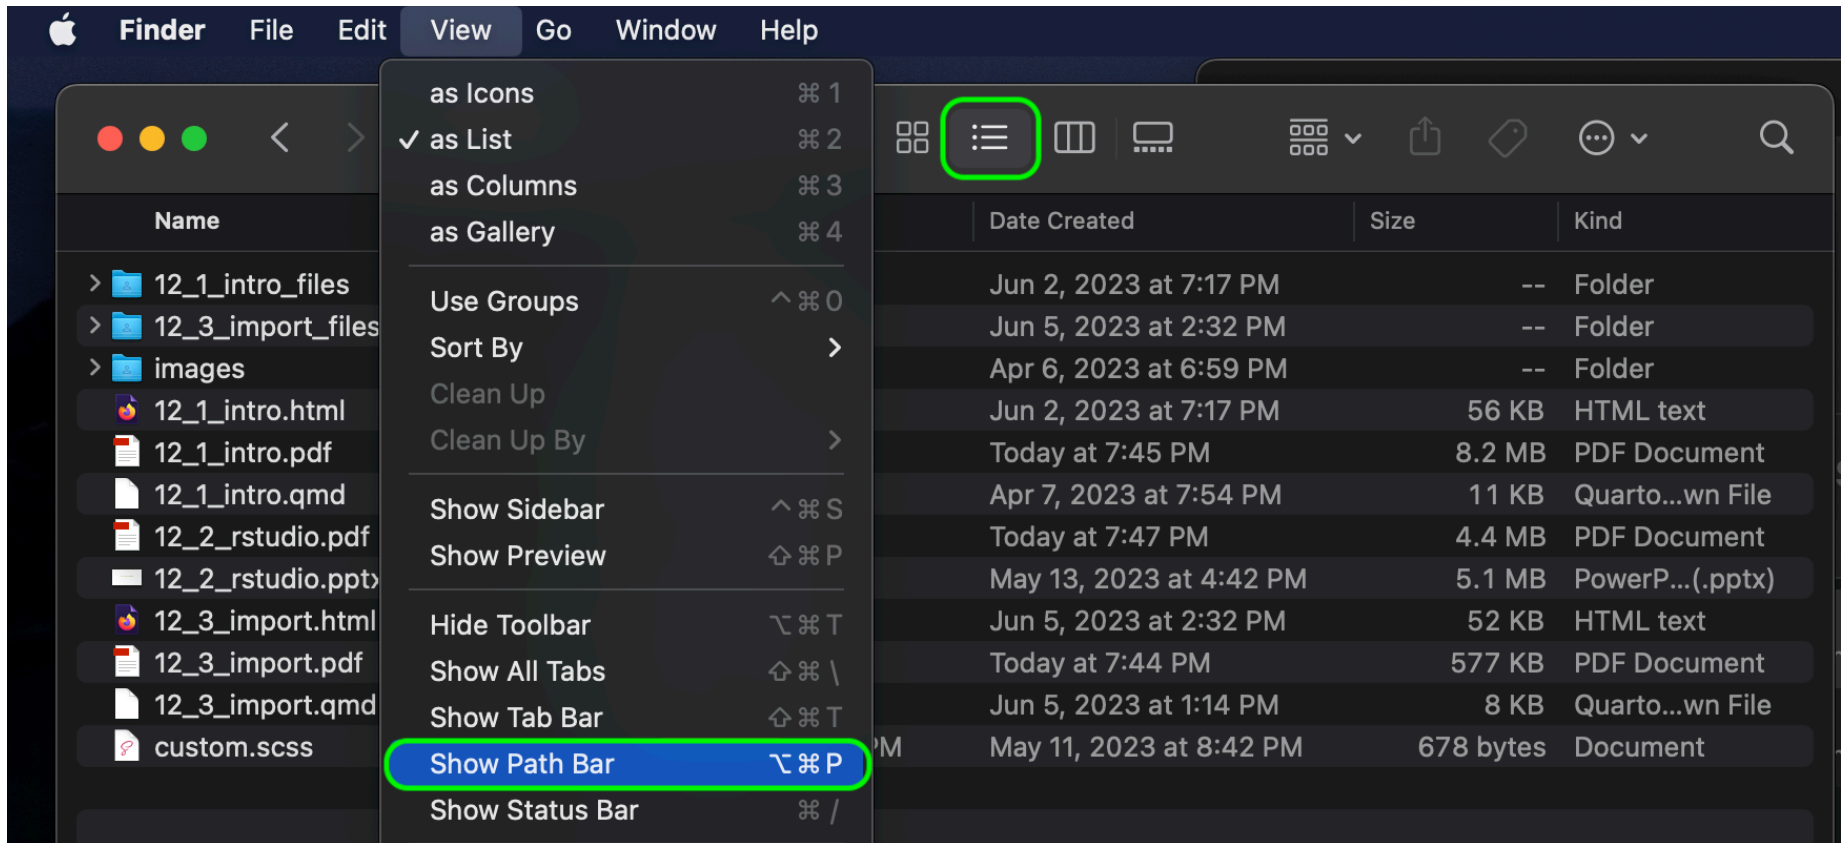 Finder File Edit View Go Window Help
as Icons ⌘ 1
✓ as List ⌘ 2
as Columns ⌘ 3
as Gallery ⌘ 4
Use Groups ^ ⌘ 0
Sort By >
Clean Up
Clean Up By >
Show Sidebar ^ ⌘ S
Show Preview ⇧ ⌘ P
Hide Toolbar ⌥ ⌘ T
Show All Tabs ⇧ ⌘ \
Show Tab Bar ⇧ ⌘ T
Show Path Bar ⌥ ⌘ P
Show Status Bar ⌘ /
Name Date Created Size Kind
12_1_intro_files Jun 2, 2023 at 7:17 PM -- Folder
12_3_import_files Jun 5, 2023 at 2:32 PM -- Folder
images Apr 6, 2023 at 6:59 PM -- Folder
12_1_intro.html Jun 2, 2023 at 7:17 PM 56 KB HTML text
12_1_intro.pdf Today at 7:45 PM 8.2 MB PDF Document
12_1_intro.qmd Apr 7, 2023 at 7:54 PM 11 KB Quarto...wn File
12_2_rstudio.pdf Today at 7:47 PM 4.4 MB PDF Document
12_2_rstudio.pptx May 13, 2023 at 4:42 PM 5.1 MB PowerP...(.pptx)
12_3_import.html Jun 5, 2023 at 2:32 PM 52 KB HTML text
12_3_import.pdf Today at 7:44 PM 577 KB PDF Document
12_3_import.qmd Jun 5, 2023 at 1:14 PM 8 KB Quarto...wn File
custom.scss PM May 11, 2023 at 8:42 PM 678 bytes Document